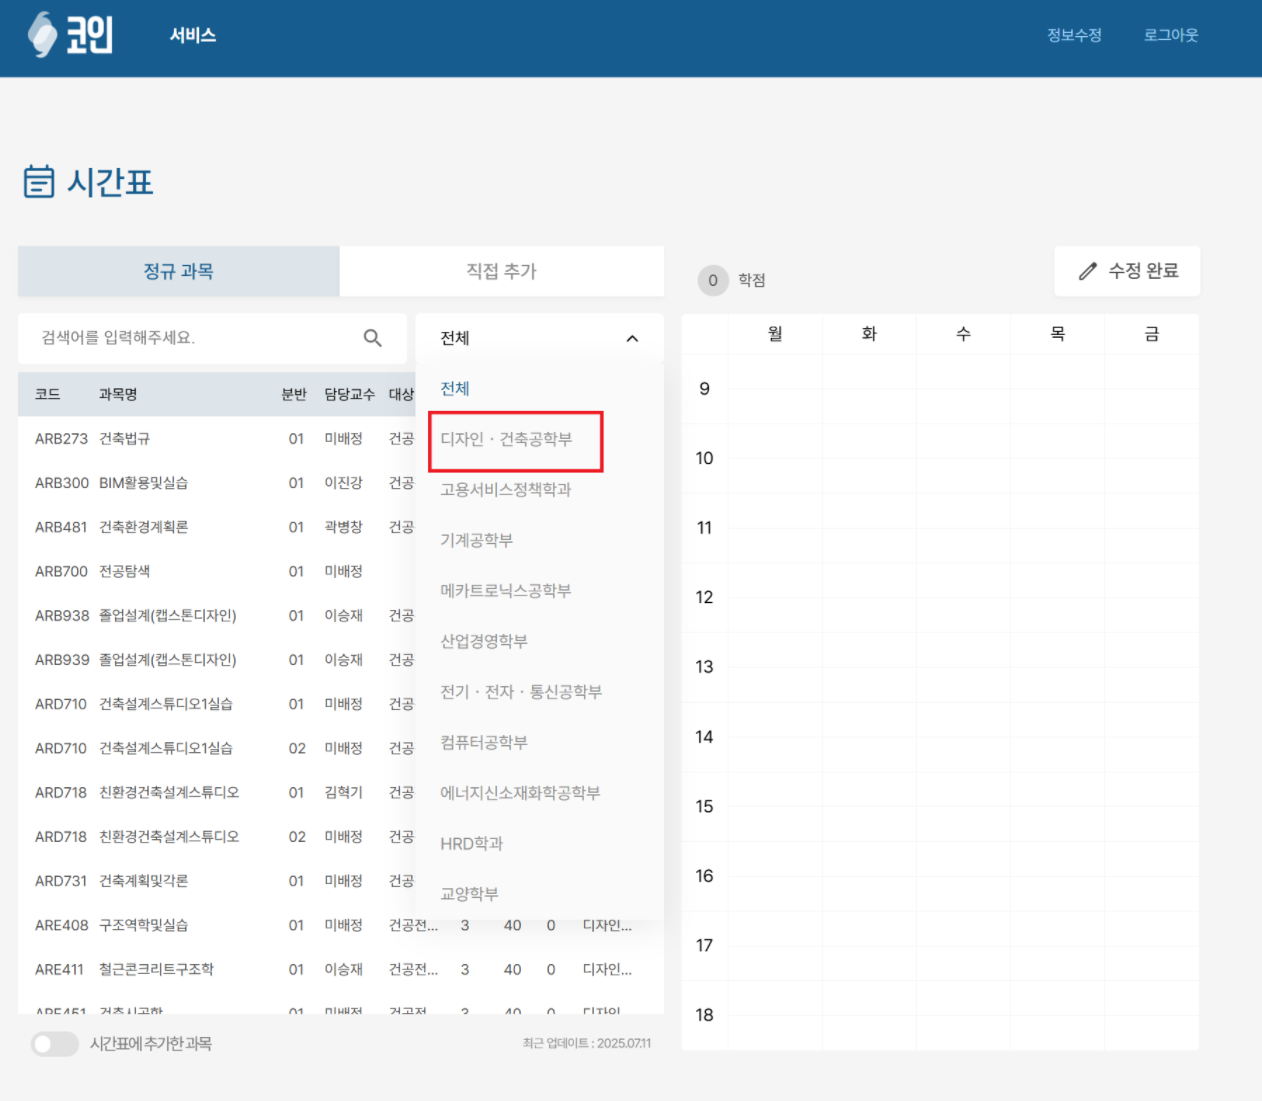 코인 서비스 정보수정 로그아웃
시간표
정규 과목 직접 추가
0 학점 수정 완료
검색어를 입력해주세요. 전체
월 화 수 목 금
코드 과목명 분반 담당교수 대상
전체
9
ARB273 건축법규 01 미배정 건공
디자인 · 건축공학부
10
ARB300 BIM활용및실습 01 이진강 건공
고용서비스정책학과
ARB481 건축환경계획론 01 곽병창 건공
기계공학부
11
ARB700 전공탐색 01 미배정
메카트로닉스공학부
12
ARB938 졸업설계(캡스톤디자인) 01 이승재 건공
산업경영학부
ARB939 졸업설계(캡스톤디자인) 01 이승재 건공
13
ARD710 건축설계스튜디오1실습 01 미배정 건공
전기 · 전자 · 통신공학부
ARD710 건축설계스튜디오1실습 02 미배정 건공
컴퓨터공학부
14
ARD718 친환경건축설계스튜디오 01 김혁기 건공
에너지신소재화학공학부
15
ARD718 친환경건축설계스튜디오 02 미배정 건공
HRD학과
ARD731 건축계획및각론 01 미배정 건공
16
교양학부
ARE408 구조역학및실습 01 미배정 건공전... 3 40 0 디자인...
17
ARE411 철근콘크리트구조학 01 이승재 건공전... 3 40 0 디자인...
ARE451 건축시공학 01 미배정 건공전 3 40 0 디자인
18
시간표에 추가한 과목 최근 업데이트 : 2025.07.11